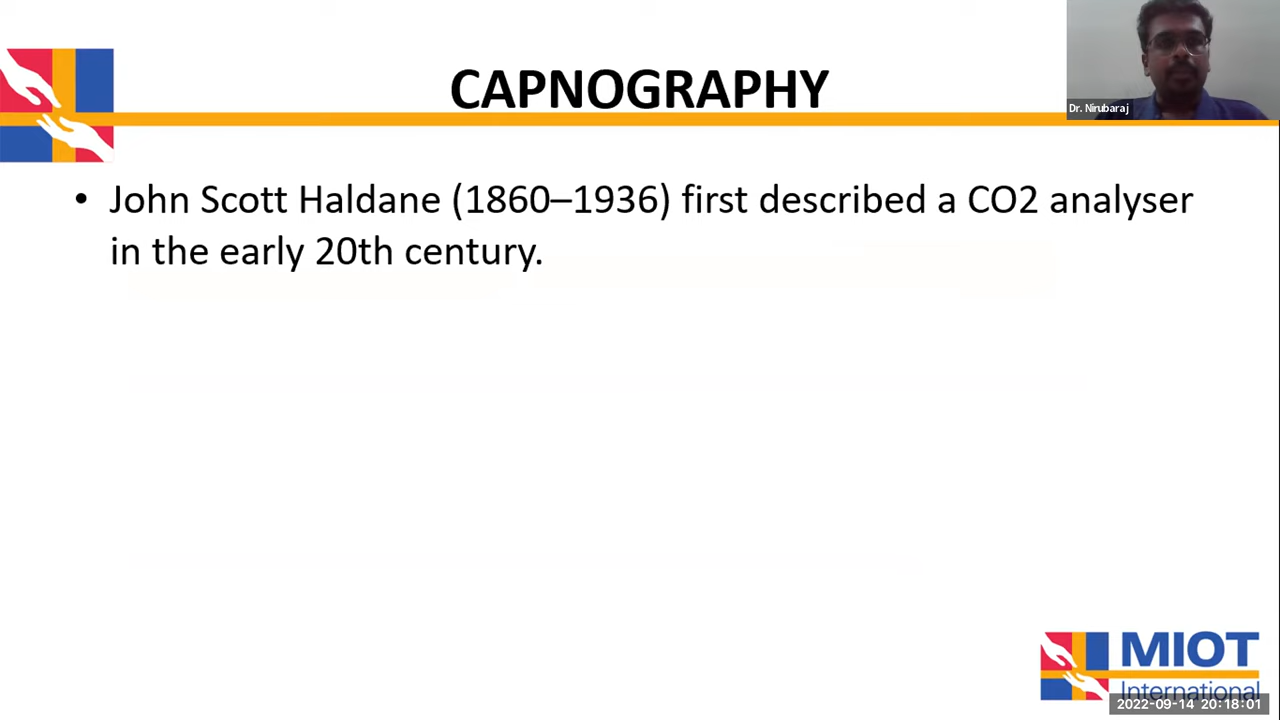 CAPNOGRAPHY
Dr. Nirubaraj
• John Scott Haldane (1860–1936) first described a CO2 analyser
in the early 20th century.
MIOT
International
2022-09-14 20:18:01